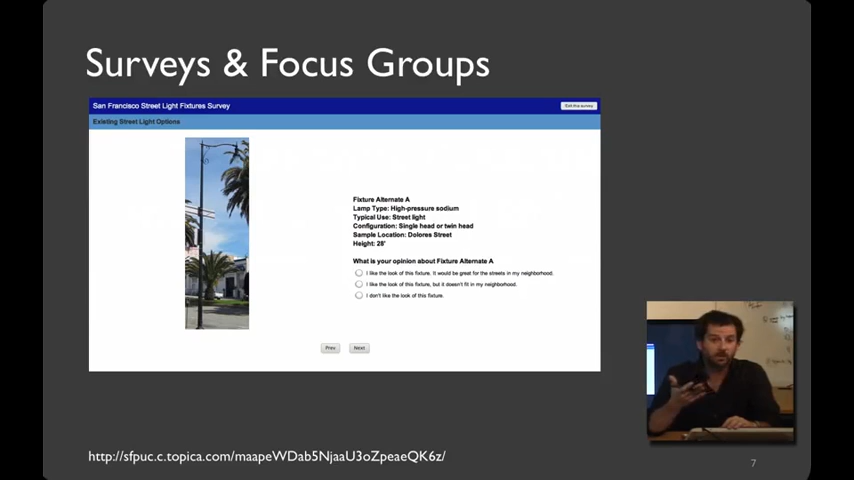 Surveys & Focus Groups
San Francisco Street Light Fixtures Survey
Exit this survey
Existing Street Light Options
Fixture Alternate A
Lamp Type: High-pressure sodium
Typical Use: Street light
Configuration: Single head or twin head
Sample Location: Dolores Street
Height: 28'
What is your opinion about Fixture Alternate A
I like the look of this fixture. It would be great for the streets in my neighborhood.
I like the look of this fixture, but it doesn't fit in my neighborhood.
I don't like the look of this fixture.
Prev
Next
http://sfpuc.c.topica.com/maapeWDab5NjaaU3oZpeaeQK6z/
7